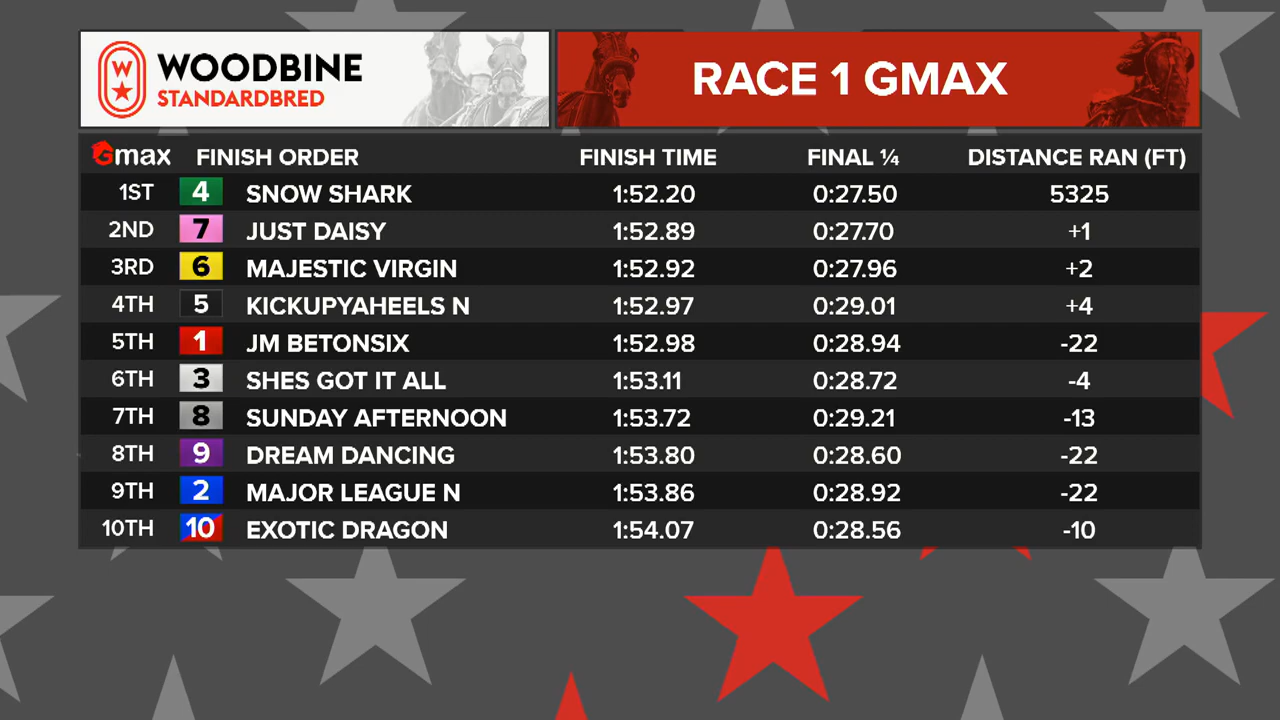 W
WOODBINE
STANDARDBRED
RACE 1 GMAX
Gmax FINISH ORDER FINISH TIME FINAL ¼ DISTANCE RAN (FT)
1ST 4 SNOW SHARK 1:52.20 0:27.50 5325
2ND 7 JUST DAISY 1:52.89 0:27.70 +1
3RD 6 MAJESTIC VIRGIN 1:52.92 0:27.96 +2
4TH 5 KICKUPYAHEELS N 1:52.97 0:29.01 +4
5TH 1 JM BETONSIX 1:52.98 0:28.94 -22
6TH 3 SHES GOT IT ALL 1:53.11 0:28.72 -4
7TH 8 SUNDAY AFTERNOON 1:53.72 0:29.21 -13
8TH 9 DREAM DANCING 1:53.80 0:28.60 -22
9TH 2 MAJOR LEAGUE N 1:53.86 0:28.92 -22
10TH 10 EXOTIC DRAGON 1:54.07 0:28.56 -10